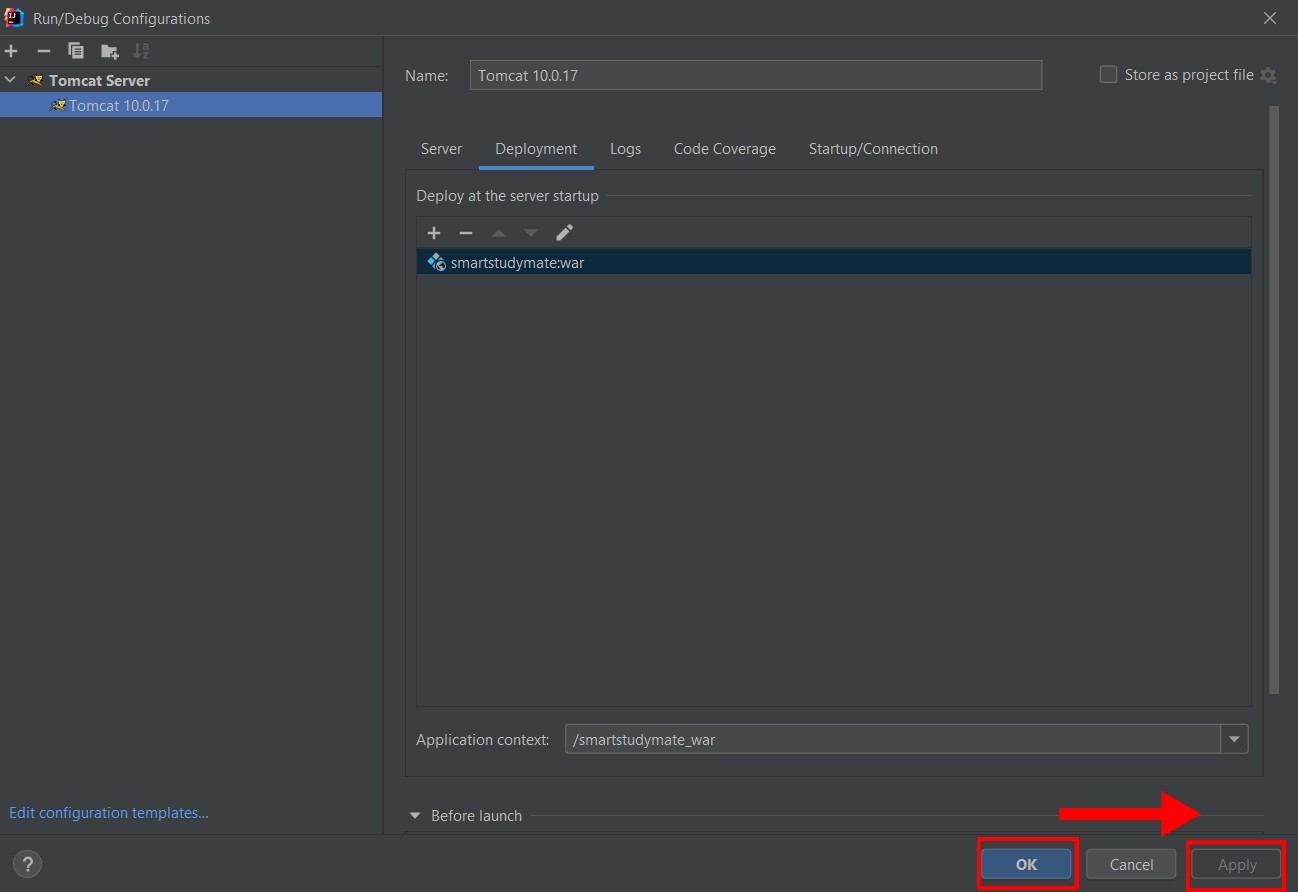 Run/Debug Configurations
Tomcat Server
Tomcat 10.0.17
Edit configuration templates...
Name: Tomcat 10.0.17 Store as project file
Server Deployment Logs Code Coverage Startup/Connection
Deploy at the server startup
smartstudymate:war
Application context: /smartstudymate_war
Before launch
? OK Cancel Apply